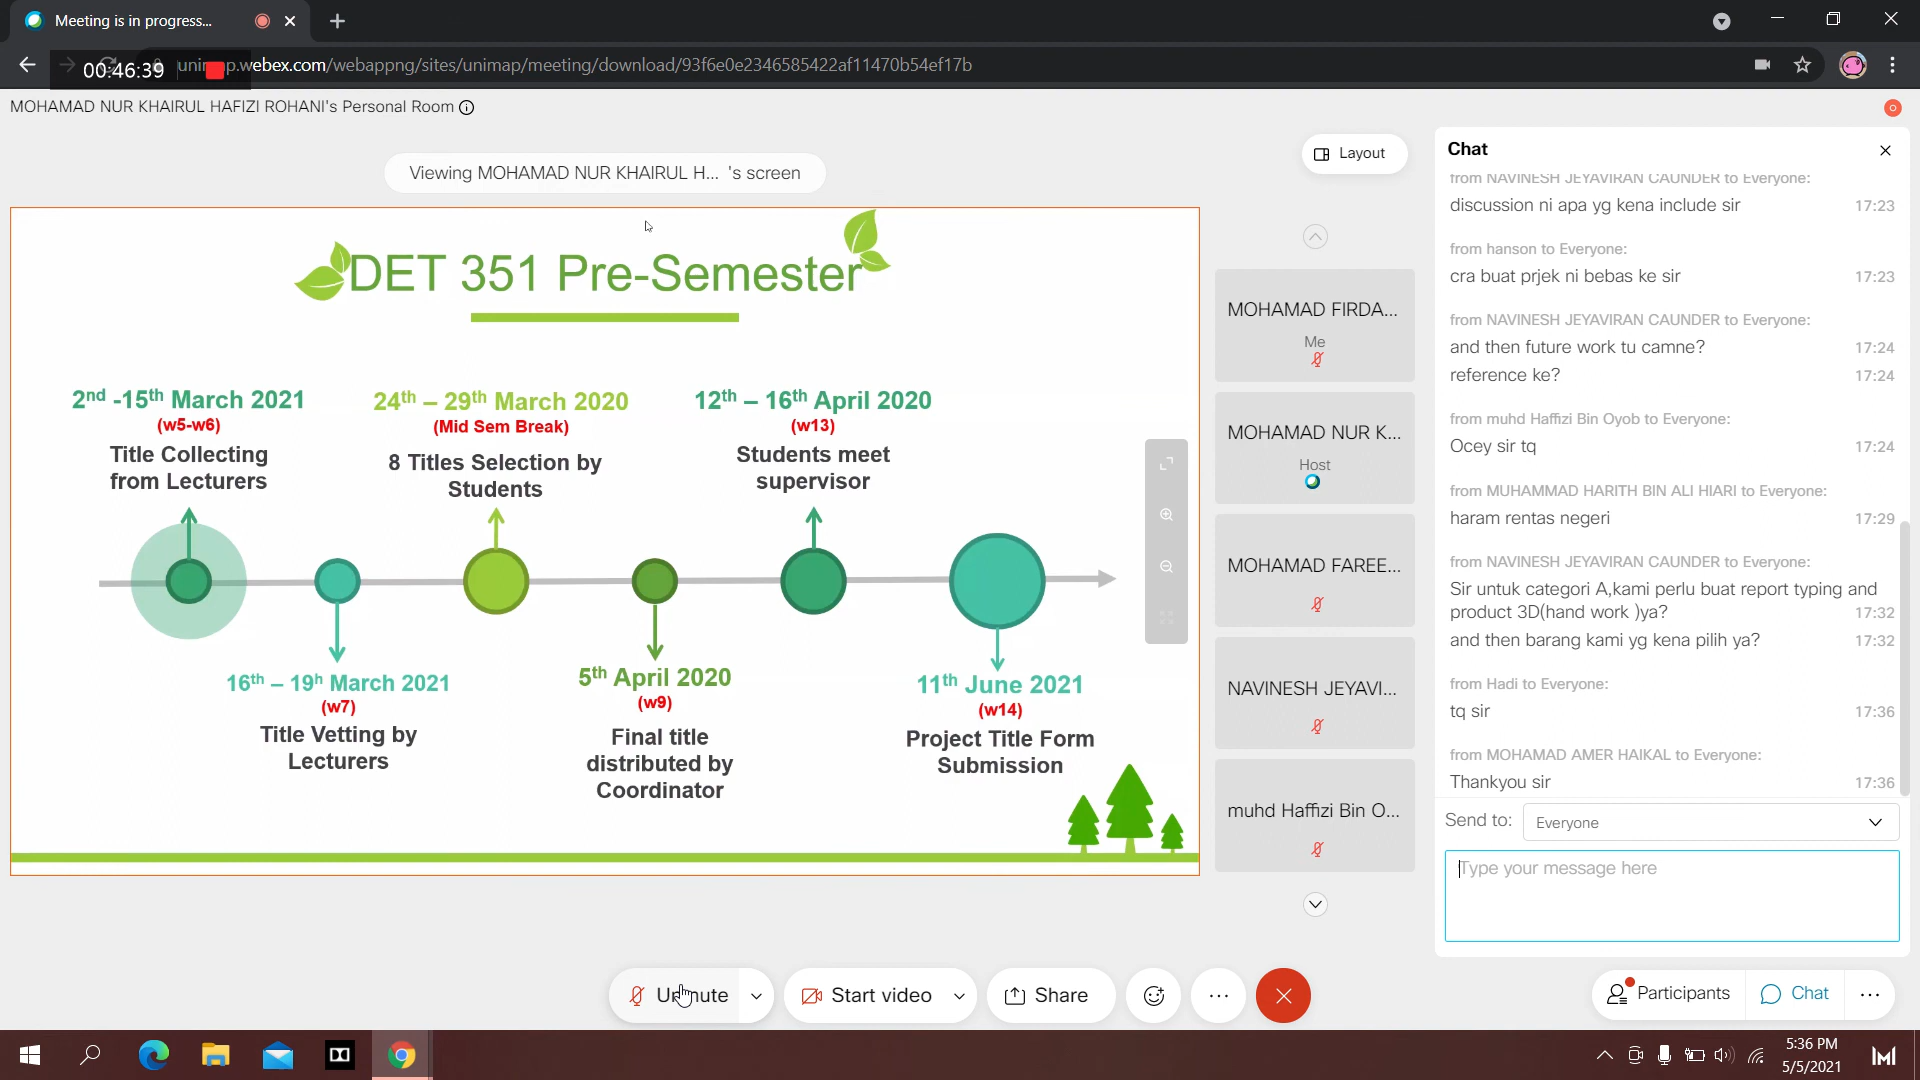 Meeting is in progress...
00:46:39
webex.com/webappng/sites/unimap/meeting/download/93f6e0e2346585422af11470b54ef17b
MOHAMAD NUR KHAIRUL HAFIZI ROHANI's Personal Room
Viewing MOHAMAD NUR KHAIRUL H... 's screen
Layout
DET 351 Pre-Semester
2nd -15th March 2021
(w5-w6)
Title Collecting
from Lecturers
24th – 29th March 2020
(Mid Sem Break)
8 Titles Selection by
Students
12th – 16th April 2020
(w13)
Students meet
supervisor
16th – 19h March 2021
(w7)
Title Vetting by
Lecturers
5th April 2020
(w9)
Final title
distributed by
Coordinator
11th June 2021
(w14)
Project Title Form
Submission
MOHAMAD FIRDA...
Me
MOHAMAD NUR K...
Host
MOHAMAD FAREE...
NAVINESH JEYAVI...
muhd Haffizi Bin O...
Chat
from NAVINESH JEYAVIRAN CAUNDER to Everyone:
discussion ni apa yg kena include sir 17:23
from hanson to Everyone:
cra buat prjek ni bebas ke sir 17:23
from NAVINESH JEYAVIRAN CAUNDER to Everyone:
and then future work tu camne? 17:24
reference ke? 17:24
from muhd Haffizi Bin Oyob to Everyone:
Ocey sir tq 17:24
from MUHAMMAD HARITH BIN ALI HIARI to Everyone:
haram rentas negeri 17:29
from NAVINESH JEYAVIRAN CAUNDER to Everyone:
Sir untuk categori A,kami perlu buat report typing and
product 3D(hand work )ya? 17:32
and then barang kami yg kena pilih ya? 17:32
from Hadi to Everyone:
tq sir 17:36
from MOHAMAD AMER HAIKAL to Everyone:
Thankyou sir 17:36
Send to: Everyone
Type your message here
Unmute
Start video
Share
Participants
Chat
5:36 PM
5/5/2021